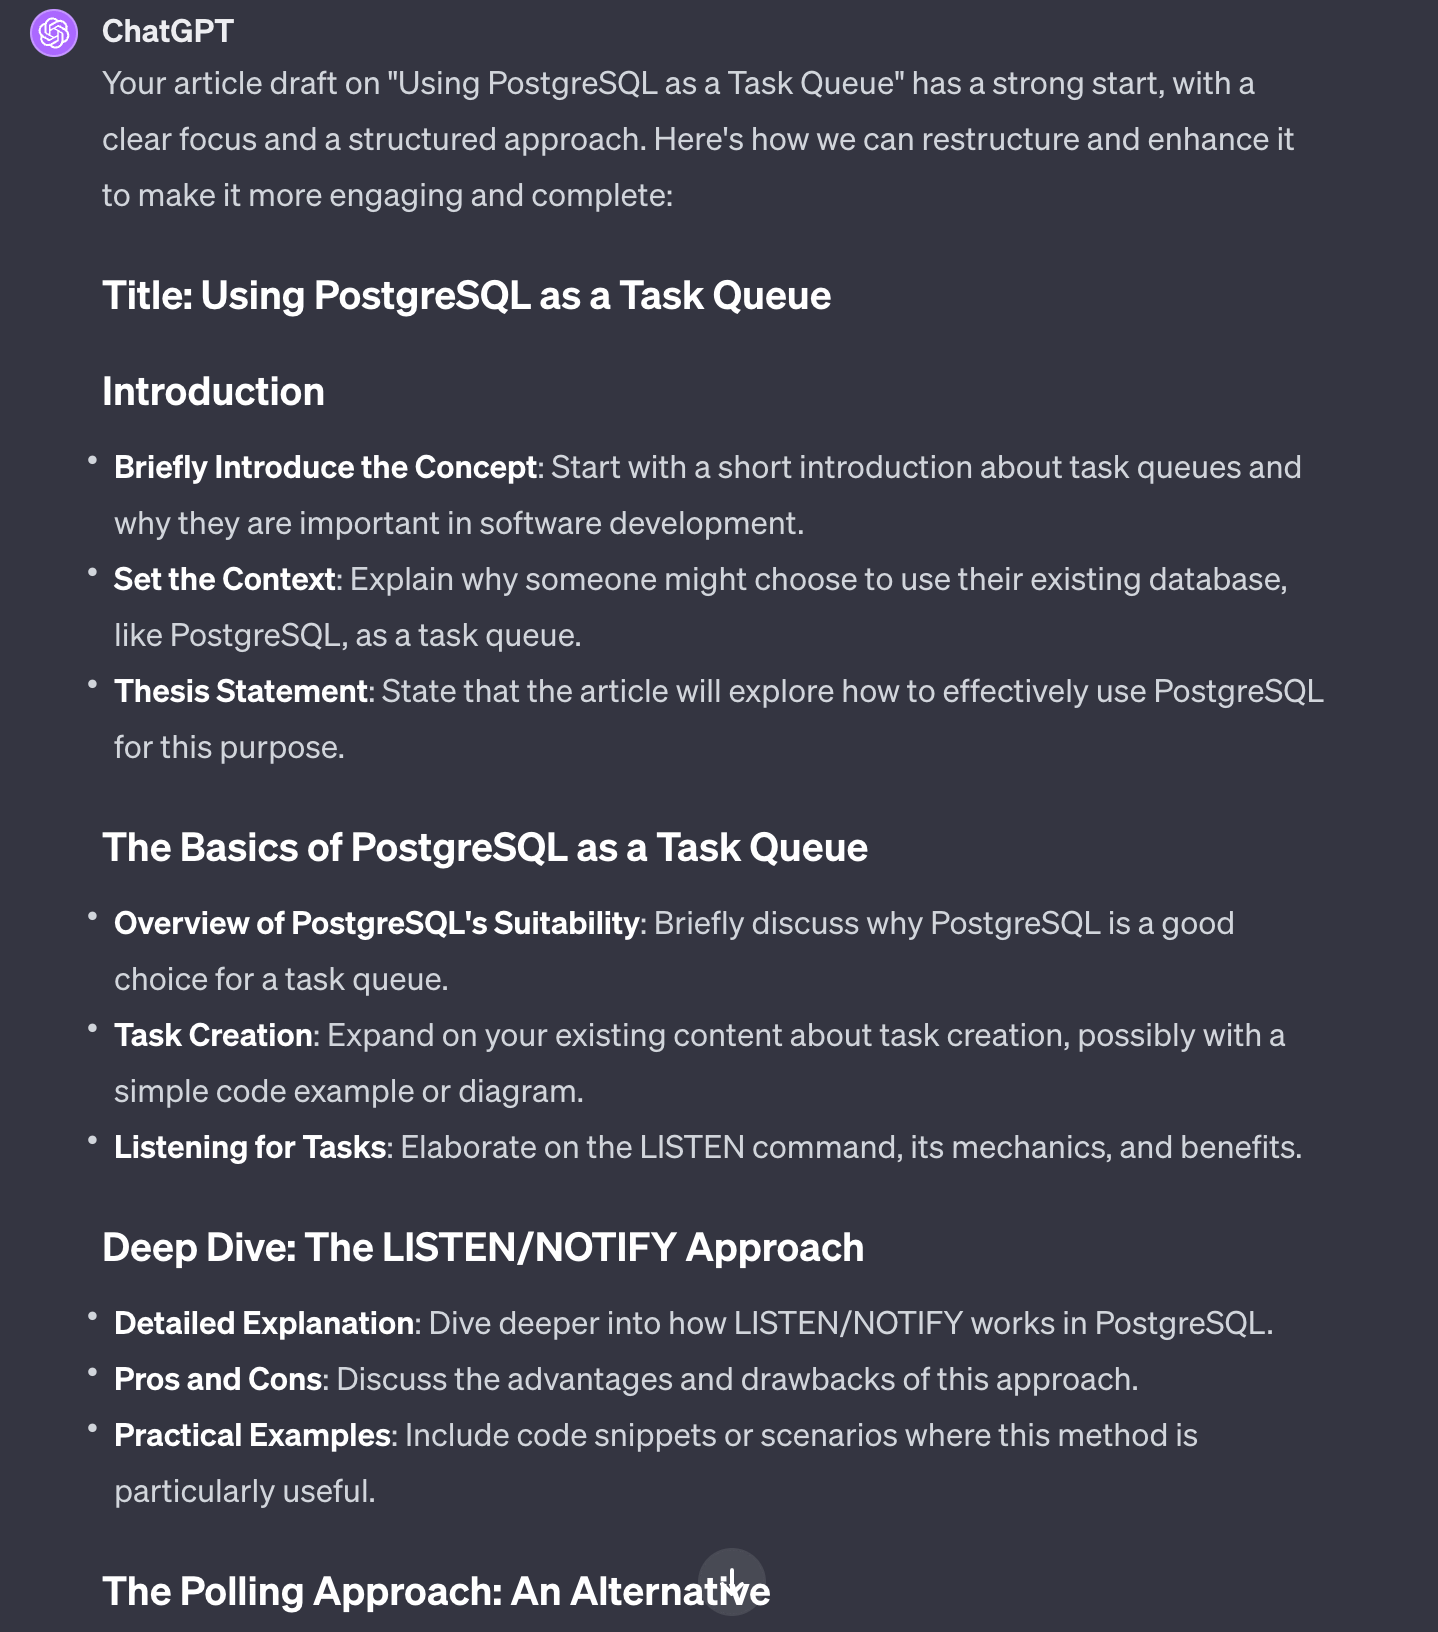 ChatGPT
Your article draft on "Using PostgreSQL as a Task Queue" has a strong start, with a
clear focus and a structured approach. Here's how we can restructure and enhance it
to make it more engaging and complete:
Title: Using PostgreSQL as a Task Queue
Introduction
• Briefly Introduce the Concept: Start with a short introduction about task queues and
why they are important in software development.
• Set the Context: Explain why someone might choose to use their existing database,
like PostgreSQL, as a task queue.
• Thesis Statement: State that the article will explore how to effectively use PostgreSQL
for this purpose.
The Basics of PostgreSQL as a Task Queue
• Overview of PostgreSQL's Suitability: Briefly discuss why PostgreSQL is a good
choice for a task queue.
• Task Creation: Expand on your existing content about task creation, possibly with a
simple code example or diagram.
• Listening for Tasks: Elaborate on the LISTEN command, its mechanics, and benefits.
Deep Dive: The LISTEN/NOTIFY Approach
• Detailed Explanation: Dive deeper into how LISTEN/NOTIFY works in PostgreSQL.
• Pros and Cons: Discuss the advantages and drawbacks of this approach.
• Practical Examples: Include code snippets or scenarios where this method is
particularly useful.
The Polling Approach: An Alternative